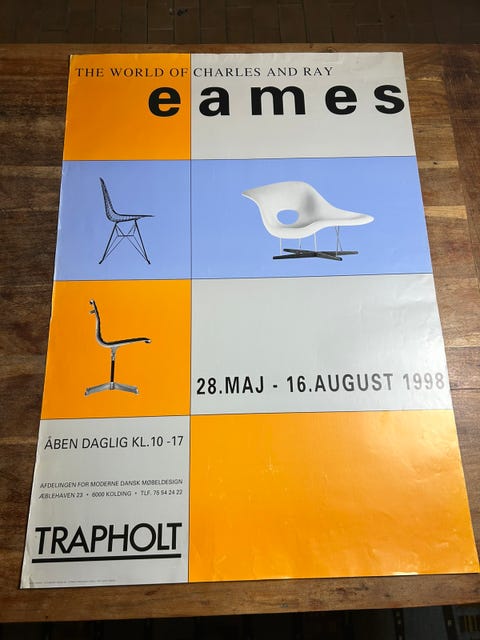 THE WORLD OF CHARLES AND RAY
eames
28.MAJ - 16.AUGUST 1998
ÅBEN DAGLIG KL.10 -17
AFDELINGEN FOR MODERNE DANSK MØBELDESIGN
ÆBLEHAVEN 23 • 6000 KOLDING • TLF. 75 54 24 22
TRAPHOLT